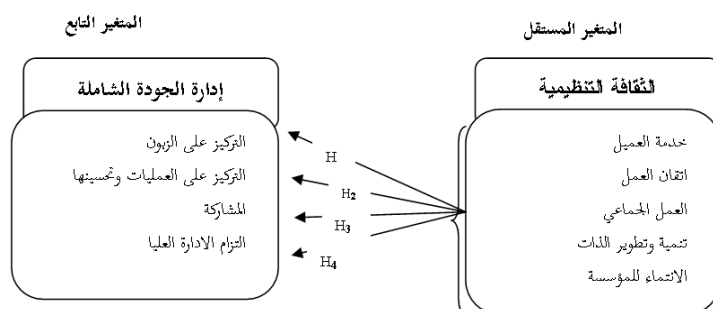 المتغير المستقل
المتغير التابع
الثقافة التنظيمية
إدارة الجودة الشاملة
خدمة العميل
اتقان العمل
العمل الجماعي
تنمية وتطوير الذات
الانتماء للمؤسسة
H
H2
H3
H4
التركيز على الزبون
التركيز على العمليات وتحسينها
المشاركة
التزام الادارة العليا